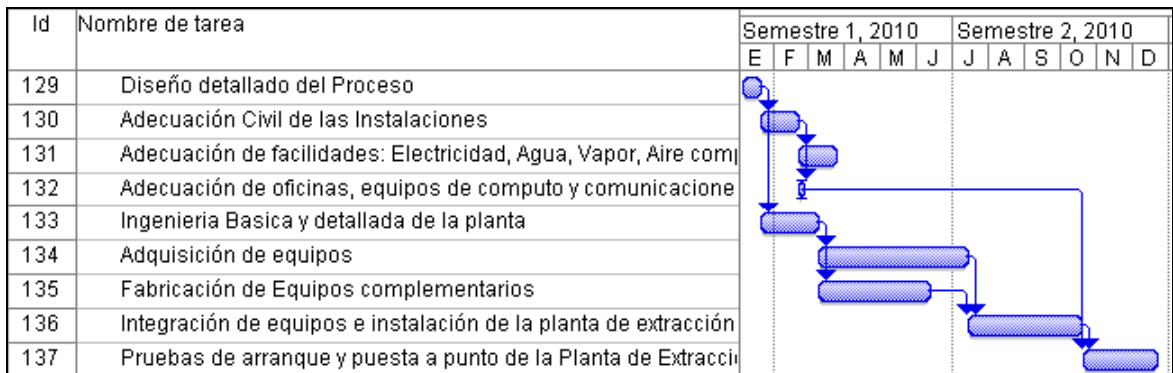 Id Nombre de tarea Semestre 1, 2010 Semestre 2, 2010
E F M A M J J A S O N D
129 Diseño detallado del Proceso
130 Adecuación Civil de las Instalaciones
131 Adecuación de facilidades: Electricidad, Agua, Vapor, Aire comp
132 Adecuación de oficinas, equipos de computo y comunicacione
133 Ingenieria Basica y detallada de la planta
134 Adquisición de equipos
135 Fabricación de Equipos complementarios
136 Integración de equipos e instalación de la planta de extracción
137 Pruebas de arranque y puesta a punto de la Planta de Extracci